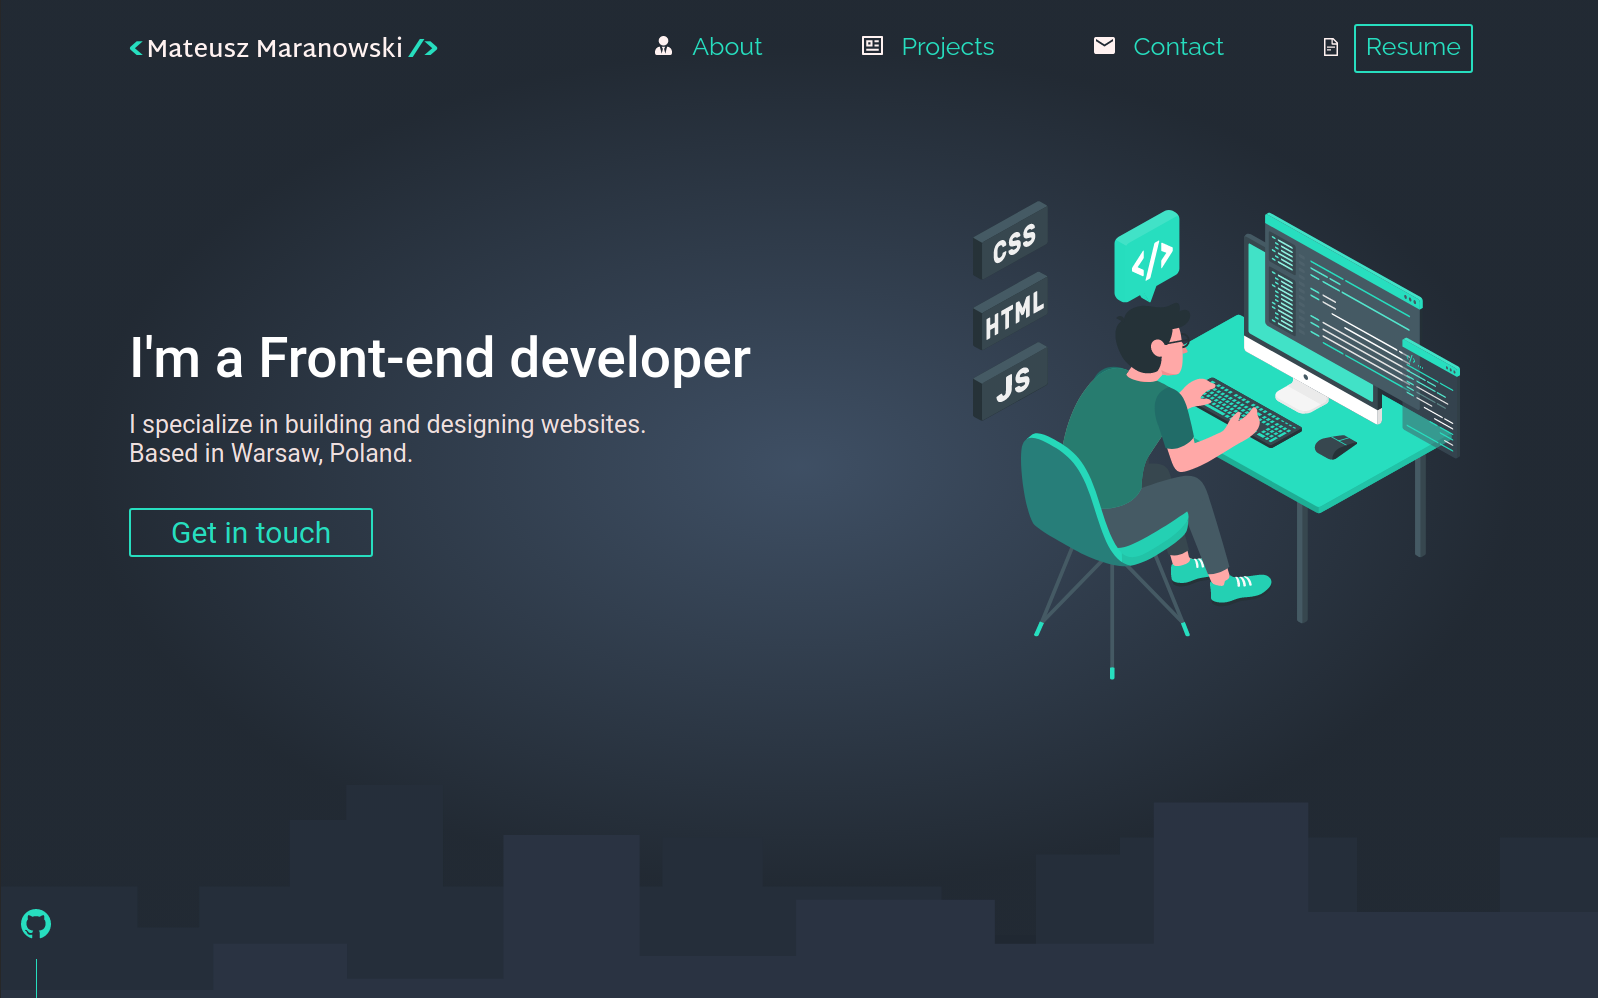 <Mateusz Maranowski/>
About
Projects
Contact
Resume
CSS
</>
HTML
JS
I'm a Front-end developer
I specialize in building and designing websites.
Based in Warsaw, Poland.
Get in touch